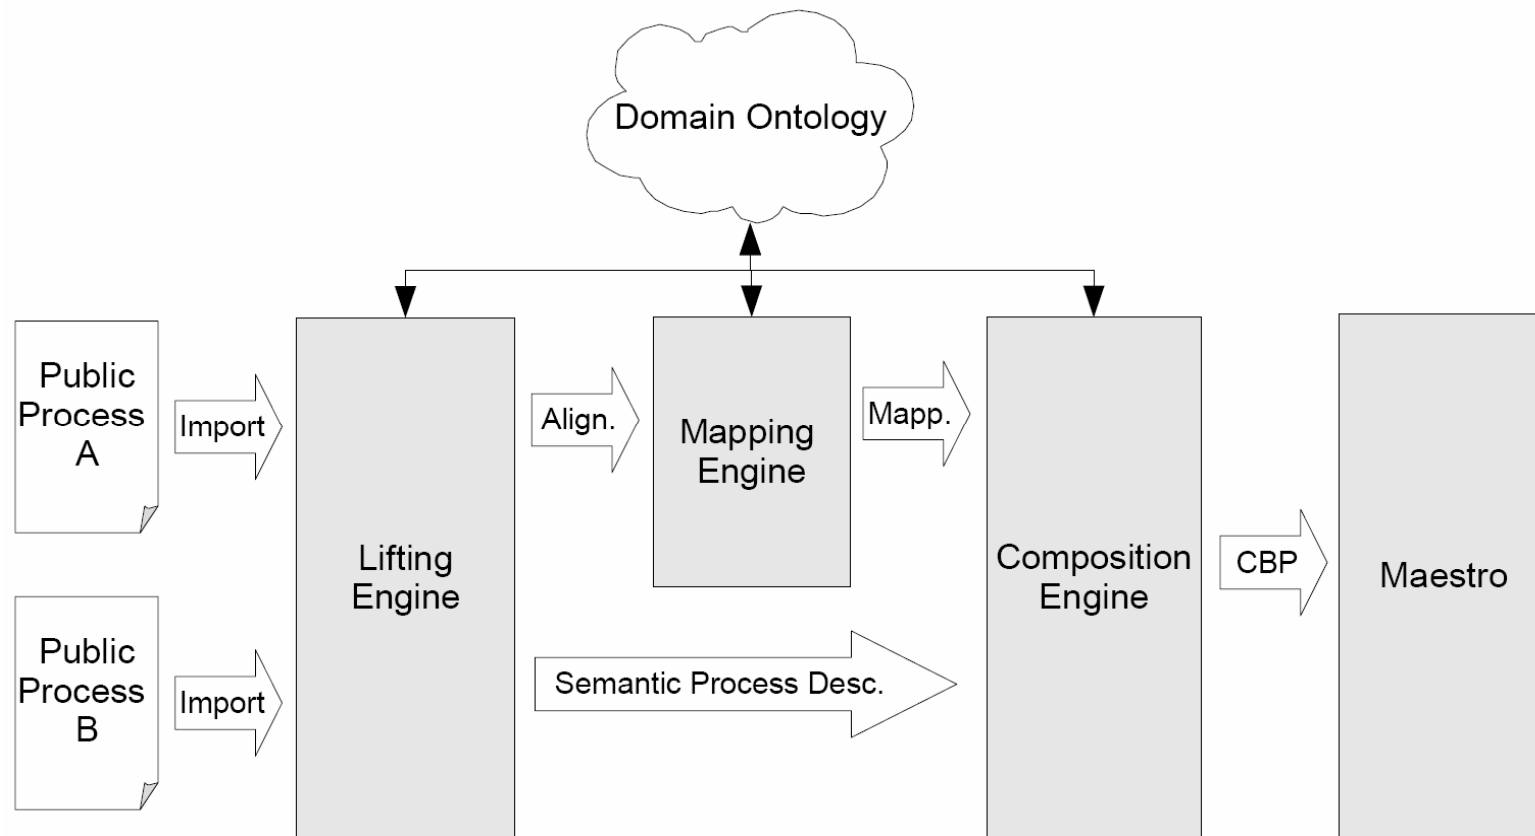 Domain Ontology
Public
Process
A
Import
Lifting
Engine
Align.
Mapping
Engine
Mapp.
Composition
Engine
CBP
Maestro
Public
Process
B
Import
Semantic Process Desc.